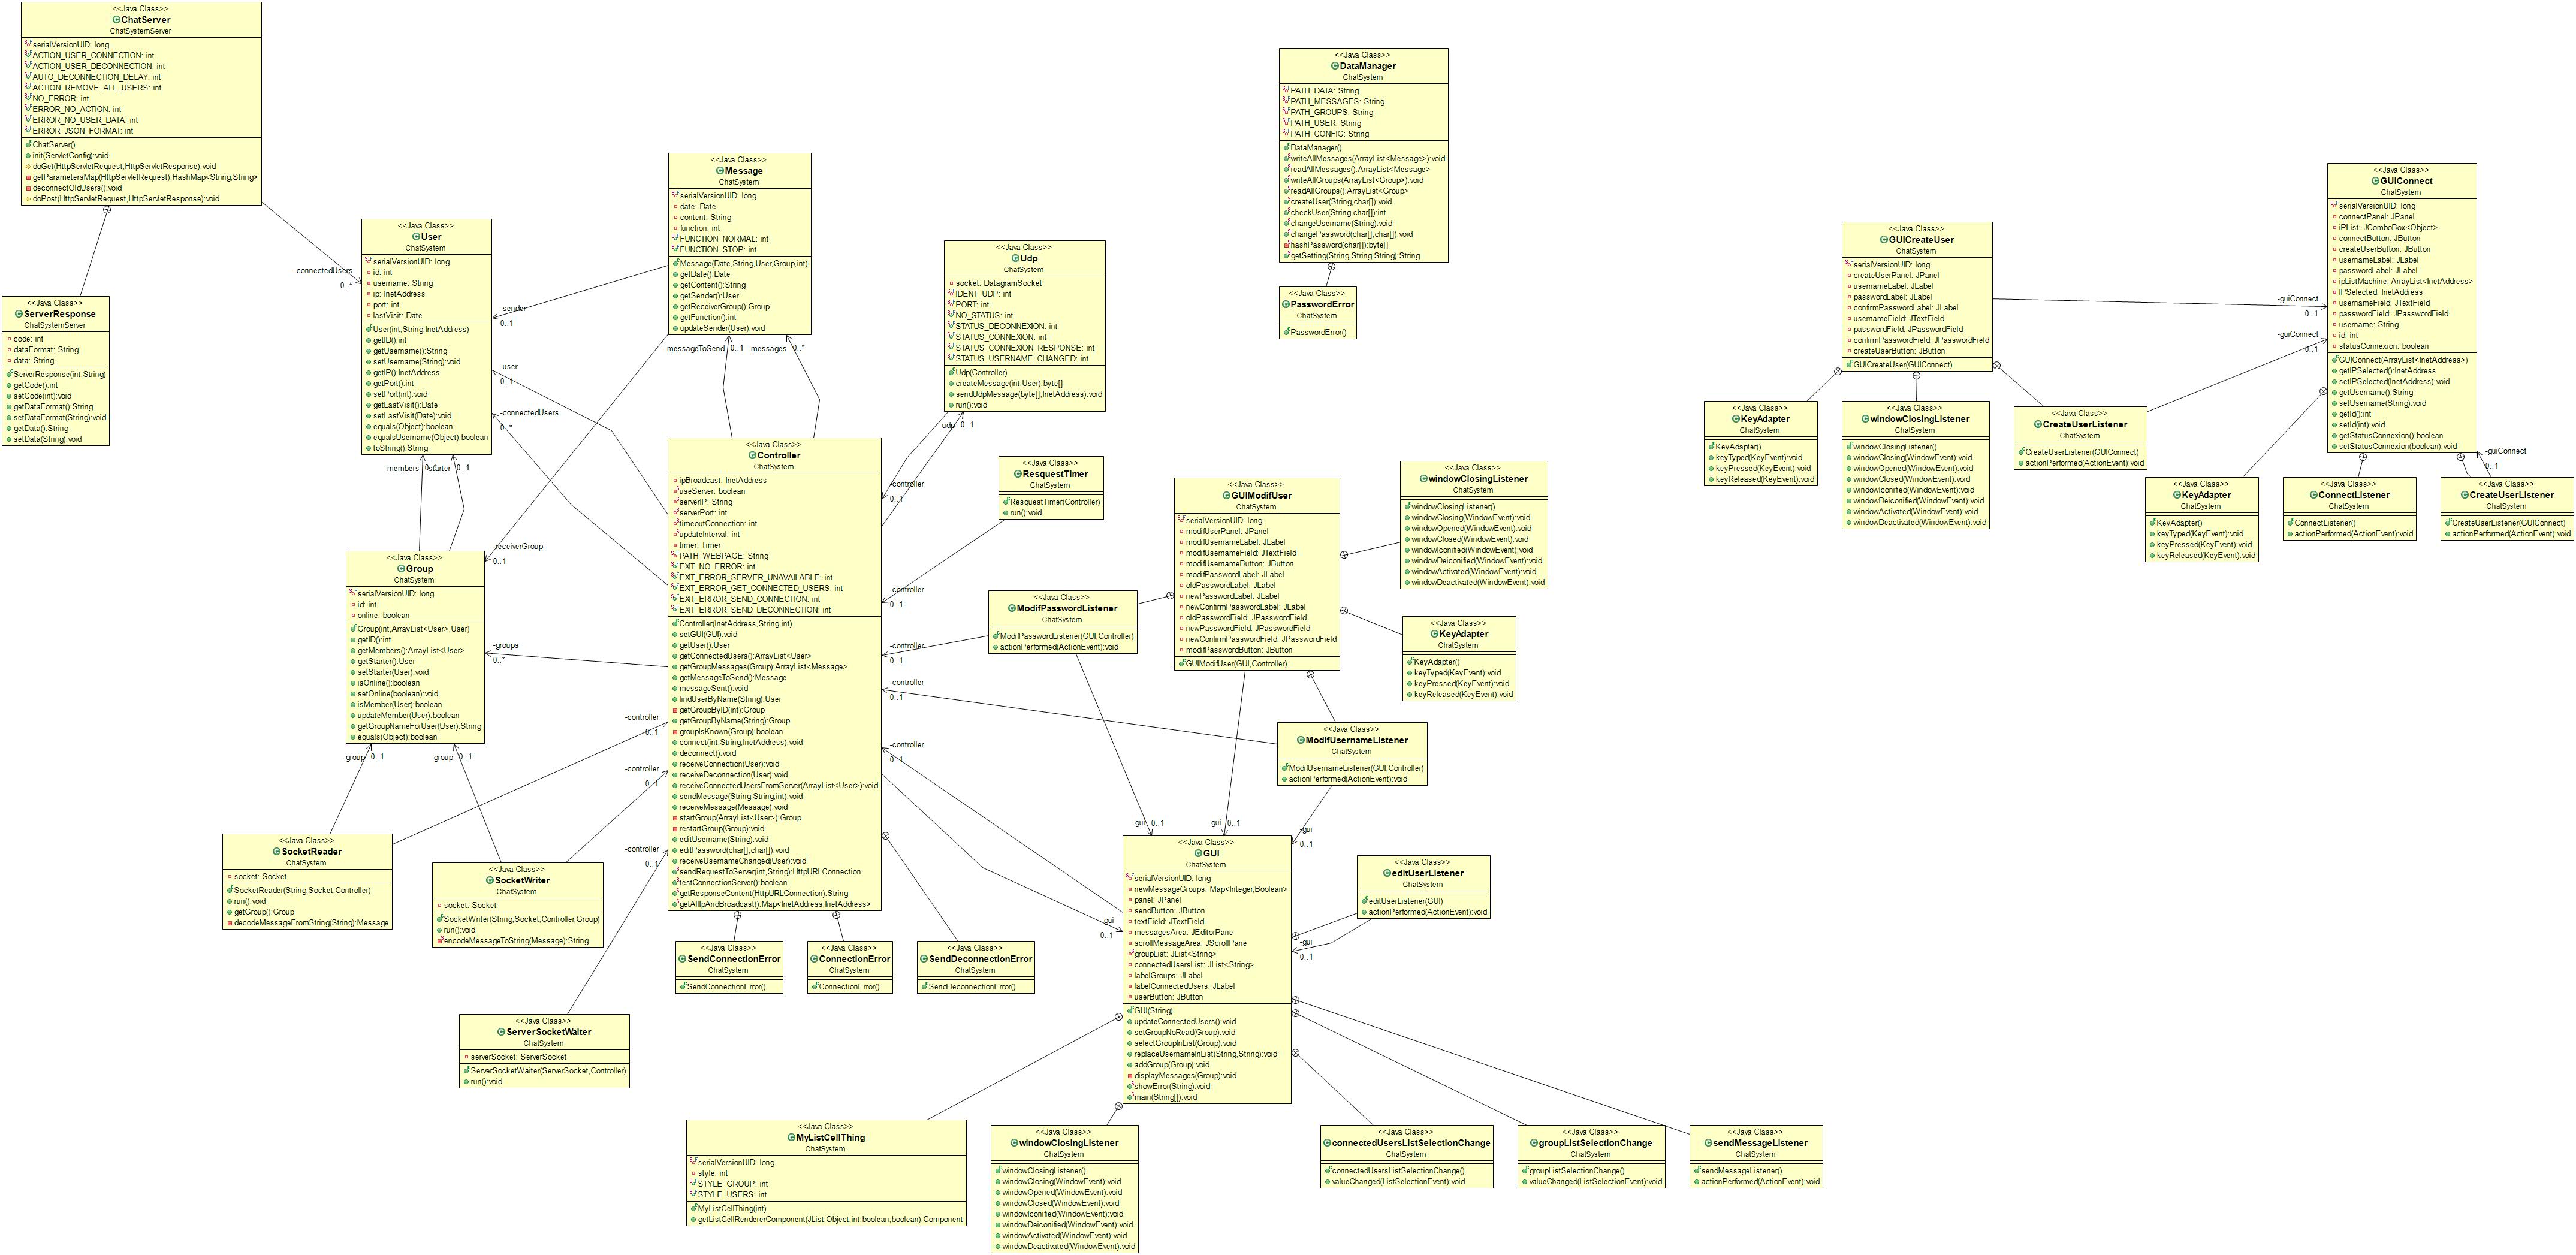 <<Java Class>>
ChatServer
ChatSystemServer
serialVersionUID: long
ACTION_USER_CONNECTION: int
ACTION_USER_DECONNECTION: int
AUTO_DECONNECTION_DELAY: int
ACTION_REMOVE_ALL_USERS: int
NO_ERROR: int
ERROR_NO_ACTION: int
ERROR_NO_USER_DATA: int
ERROR_JSON_FORMAT: int
ChatServer()
init(ServletConfig):void
doGet(HttpServletRequest,HttpServletResponse):void
getParametersMap(HttpServletRequest):HashMap<String,String>
deconnectOldUsers():void
doPost(HttpServletRequest,HttpServletResponse):void
<<Java Class>>
ServerResponse
ChatSystemServer
code: int
dataFormat: String
data: String
ServerResponse(int,String)
getCode():int
setCode(int):void
getDataFormat():String
setDataFormat(String):void
getData():String
setData(String):void
-connectedUsers
0..*
<<Java Class>>
User
ChatSystem
serialVersionUID: long
id: int
username: String
ip: InetAddress
port: int
lastVisit: Date
User(int,String,InetAddress)
getID():int
getUsername():String
setUsername(String):void
getIP():InetAddress
getPort():int
setPort(int):void
getLastVisit():Date
setLastVisit(Date):void
equals(Object):boolean
equalsUsername(Object):boolean
toString():String
-sender
0..1
-user
0..1
-connectedUsers
0..*
-members
0..*
-starter
0..1
<<Java Class>>
Message
ChatSystem
serialVersionUID: long
date: Date
content: String
function: int
FUNCTION_NORMAL: int
FUNCTION_STOP: int
Message(Date,String,User,Group,int)
getDate():Date
getContent():String
getSender():User
getReceiverGroup():Group
getFunction():int
updateSender(User):void
-messageToSend
0..1
-messages
0..*
<<Java Class>>
Udp
ChatSystem
socket: DatagramSocket
IDENT_UDP: int
PORT: int
NO_STATUS: int
STATUS_DECONNEXION: int
STATUS_CONNEXION: int
STATUS_CONNEXION_RESPONSE: int
STATUS_USERNAME_CHANGED: int
Udp(Controller)
createMessage(int,User):byte[]
sendUdpMessage(byte[],InetAddress):void
run():void
-udp
0..1
-controller
0..1
<<Java Class>>
ResquestTimer
ChatSystem
ResquestTimer(Controller)
run():void
-controller
0..1
<<Java Class>>
Group
ChatSystem
serialVersionUID: long
id: int
online: boolean
Group(int,ArrayList<User>,User)
getID():int
getMembers():ArrayList<User>
getStarter():User
setStarter(User):void
isOnline():boolean
setOnline(boolean):void
isMember(User):boolean
updateMember(User):boolean
getGroupNameForUser(User):String
equals(Object):boolean
-receiverGroup
0..1
-groups
0..*
-group
0..1
-group
0..1
<<Java Class>>
Controller
ChatSystem
ipBroadcast: InetAddress
useServer: boolean
serverIP: String
serverPort: int
timeoutConnection: int
updateInterval: int
timer: Timer
PATH_WEBPAGE: String
EXIT_NO_ERROR: int
EXIT_ERROR_SERVER_UNAVAILABLE: int
EXIT_ERROR_GET_CONNECTED_USERS: int
EXIT_ERROR_SEND_CONNECTION: int
EXIT_ERROR_SEND_DECONNECTION: int
Controller(InetAddress,String,int)
setGUI(GUI):void
getUser():User
getConnectedUsers():ArrayList<User>
getGroupMessages(Group):ArrayList<Message>
getMessageToSend():Message
messageSent():void
findUserByName(String):User
getGroupByID(int):Group
getGroupByName(String):Group
groupIsKnown(Group):boolean
connect(int,String,InetAddress):void
deconnect():void
receiveConnection(User):void
receiveDeconnection(User):void
receiveConnectedUsersFromServer(ArrayList<User>):void
sendMessage(String,String,int):void
receiveMessage(Message):void
startGroup(ArrayList<User>):Group
restartGroup(Group):void
editUsername(String):void
editPassword(char[],char[]):void
receiveUsernameChanged(User):void
sendRequestToServer(int,String):HttpURLConnection
testConnectionServer():boolean
getResponseContent(HttpURLConnection):String
getAllIpAndBroadcast():Map<InetAddress,InetAddress>
-controller
0..1
-controller
0..1
-controller
0..1
-controller
0..1
-controller
0..1
-controller
0..1
<<Java Class>>
SocketReader
ChatSystem
socket: Socket
SocketReader(String,Socket,Controller)
run():void
getGroup():Group
decodeMessageFromString(String):Message
<<Java Class>>
SocketWriter
ChatSystem
socket: Socket
SocketWriter(String,Socket,Controller,Group)
run():void
encodeMessageToString(Message):String
<<Java Class>>
ServerSocketWaiter
ChatSystem
serverSocket: ServerSocket
ServerSocketWaiter(ServerSocket,Controller)
run():void
<<Java Class>>
SendConnectionError
ChatSystem
SendConnectionError()
<<Java Class>>
ConnectionError
ChatSystem
ConnectionError()
<<Java Class>>
SendDeconnectionError
ChatSystem
SendDeconnectionError()
<<Java Class>>
DataManager
ChatSystem
PATH_DATA: String
PATH_MESSAGES: String
PATH_GROUPS: String
PATH_USER: String
PATH_CONFIG: String
DataManager()
writeAllMessages(ArrayList<Message>):void
readAllMessages():ArrayList<Message>
writeAllGroups(ArrayList<Group>):void
readAllGroups():ArrayList<Group>
createUser(String,char[]):void
checkUser(String,char[]):int
changeUsername(String):void
changePassword(char[],char[]):void
hashPassword(char[]):byte[]
getSetting(String,String,String):String
<<Java Class>>
PasswordError
ChatSystem
PasswordError()
<<Java Class>>
GUIModifUser
ChatSystem
serialVersionUID: long
modifUserPanel: JPanel
modifUsernameLabel: JLabel
modifUsernameField: JTextField
modifUsernameButton: JButton
modifPasswordLabel: JLabel
oldPasswordLabel: JLabel
newPasswordLabel: JLabel
newConfirmPasswordLabel: JLabel
oldPasswordField: JPasswordField
newPasswordField: JPasswordField
newConfirmPasswordField: JPasswordField
modifPasswordButton: JButton
GUIModifUser(GUI,Controller)
<<Java Class>>
windowClosingListener
ChatSystem
windowClosingListener()
windowClosing(WindowEvent):void
windowOpened(WindowEvent):void
windowClosed(WindowEvent):void
windowIconified(WindowEvent):void
windowDeiconified(WindowEvent):void
windowActivated(WindowEvent):void
windowDeactivated(WindowEvent):void
<<Java Class>>
KeyAdapter
ChatSystem
KeyAdapter()
keyTyped(KeyEvent):void
keyPressed(KeyEvent):void
keyReleased(KeyEvent):void
<<Java Class>>
ModifPasswordListener
ChatSystem
ModifPasswordListener(GUI,Controller)
actionPerformed(ActionEvent):void
<<Java Class>>
ModifUsernameListener
ChatSystem
ModifUsernameListener(GUI,Controller)
actionPerformed(ActionEvent):void
-gui
0..1
-gui
0..1
-gui
0..1
-gui
0..1
-gui
0..1
<<Java Class>>
GUI
ChatSystem
serialVersionUID: long
newMessageGroups: Map<Integer,Boolean>
panel: JPanel
sendButton: JButton
textField: JTextField
messagesArea: JEditorPane
scrollMessageArea: JScrollPane
groupList: JList<String>
connectedUsersList: JList<String>
labelGroups: JLabel
labelConnectedUsers: JLabel
userButton: JButton
GUI(String)
updateConnectedUsers():void
setGroupNoRead(Group):void
selectGroupInList(Group):void
replaceUsernameInList(String,String):void
addGroup(Group):void
displayMessages(Group):void
showError(String):void
main(String[]):void
<<Java Class>>
editUserListener
ChatSystem
editUserListener(GUI)
actionPerformed(ActionEvent):void
<<Java Class>>
MyListCellThing
ChatSystem
serialVersionUID: long
style: int
STYLE_GROUP: int
STYLE_USERS: int
MyListCellThing(int)
getListCellRendererComponent(JList,Object,int,boolean,boolean):Component
<<Java Class>>
windowClosingListener
ChatSystem
windowClosingListener()
windowClosing(WindowEvent):void
windowOpened(WindowEvent):void
windowClosed(WindowEvent):void
windowIconified(WindowEvent):void
windowDeiconified(WindowEvent):void
windowActivated(WindowEvent):void
windowDeactivated(WindowEvent):void
<<Java Class>>
connectedUsersListSelectionChange
ChatSystem
connectedUsersListSelectionChange()
valueChanged(ListSelectionEvent):void
<<Java Class>>
groupListSelectionChange
ChatSystem
groupListSelectionChange()
valueChanged(ListSelectionEvent):void
<<Java Class>>
sendMessageListener
ChatSystem
sendMessageListener()
actionPerformed(ActionEvent):void
<<Java Class>>
GUICreateUser
ChatSystem
serialVersionUID: long
createUserPanel: JPanel
usernameLabel: JLabel
passwordLabel: JLabel
confirmPasswordLabel: JLabel
usernameField: JTextField
passwordField: JPasswordField
confirmPasswordField: JPasswordField
createUserButton: JButton
GUICreateUser(GUIConnect)
<<Java Class>>
KeyAdapter
ChatSystem
KeyAdapter()
keyTyped(KeyEvent):void
keyPressed(KeyEvent):void
keyReleased(KeyEvent):void
<<Java Class>>
windowClosingListener
ChatSystem
windowClosingListener()
windowClosing(WindowEvent):void
windowOpened(WindowEvent):void
windowClosed(WindowEvent):void
windowIconified(WindowEvent):void
windowDeiconified(WindowEvent):void
windowActivated(WindowEvent):void
windowDeactivated(WindowEvent):void
<<Java Class>>
CreateUserListener
ChatSystem
CreateUserListener(GUIConnect)
actionPerformed(ActionEvent):void
-guiConnect
0..1
-guiConnect
0..1
<<Java Class>>
GUIConnect
ChatSystem
serialVersionUID: long
connectPanel: JPanel
iPList: JComboBox<Object>
connectButton: JButton
createUserButton: JButton
usernameLabel: JLabel
passwordLabel: JLabel
ipListMachine: ArrayList<InetAddress>
IPSelected: InetAddress
usernameField: JTextField
passwordField: JPasswordField
username: String
id: int
statusConnexion: boolean
GUIConnect(ArrayList<InetAddress>)
getIPSelected():InetAddress
setIPSelected(InetAddress):void
getUsername():String
setUsername(String):void
getId():int
setId(int):void
getStatusConnexion():boolean
setStatusConnexion(boolean):void
-guiConnect
0..1
<<Java Class>>
KeyAdapter
ChatSystem
KeyAdapter()
keyTyped(KeyEvent):void
keyPressed(KeyEvent):void
keyReleased(KeyEvent):void
<<Java Class>>
ConnectListener
ChatSystem
ConnectListener()
actionPerformed(ActionEvent):void
<<Java Class>>
CreateUserListener
ChatSystem
CreateUserListener(GUIConnect)
actionPerformed(ActionEvent):void